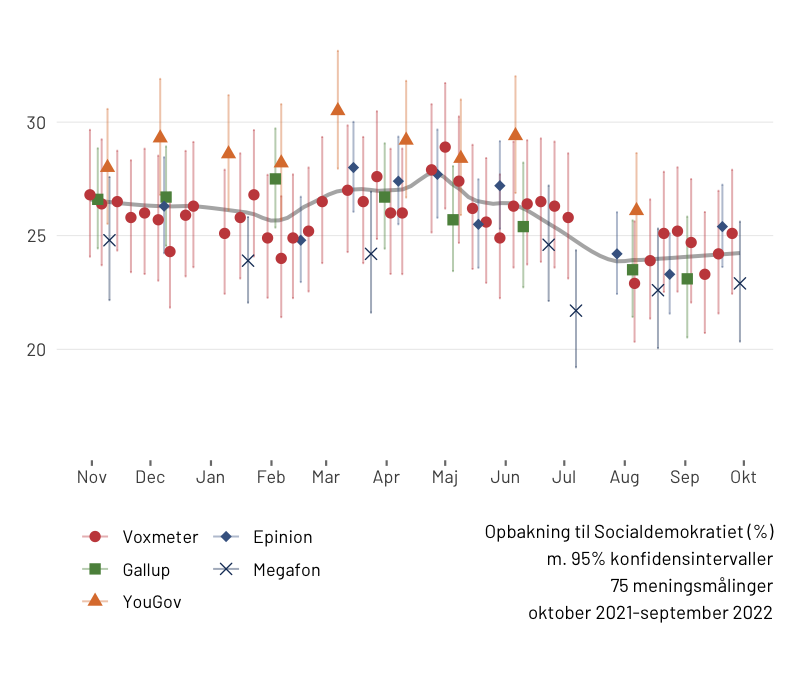 30
25
20
Nov Dec Jan Feb Mar Apr Maj Jun Jul Aug Sep Okt
Voxmeter
Gallup
YouGov
Epinion
Megafon
Opbakning til Socialdemokratiet (%)
m. 95% konfidensintervaller
75 meningsmålinger
oktober 2021-september 2022